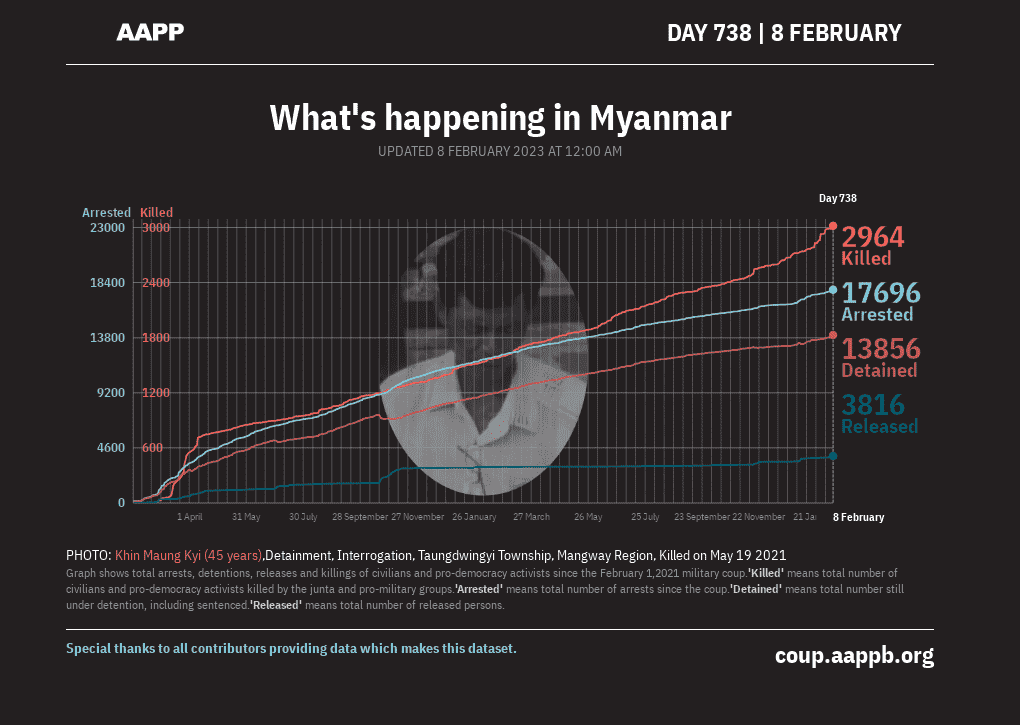 AAPP
DAY 738 | 8 FEBRUARY
What's happening in Myanmar
UPDATED 8 FEBRUARY 2023 AT 12:00 AM
Day 738
Arrested Killed
23000 3000
18400 2400
13800 1800
9200 1200
4600 600
0
2964
Killed
17696
Arrested
13856
Detained
3816
Released
1 April 31 May 30 July 28 September 27 November 26 January 27 March 26 May 25 July 23 September 22 November 21 Ja 8 February
PHOTO: Khin Maung Kyi (45 years),Detainment, Interrogation, Taungdwingyi Township, Mangway Region, Killed on May 19 2021
Graph shows total arrests, detentions, releases and killings of civilians and pro-democracy activists since the February 1,2021 military coup.'Killed' means total number of
civilians and pro-democracy activists killed by the junta and pro-military groups.'Arrested' means total number of arrests since the coup.'Detained' means total number still
under detention, including sentenced.'Released' means total number of released persons.
Special thanks to all contributors providing data which makes this dataset.
coup.aappb.org